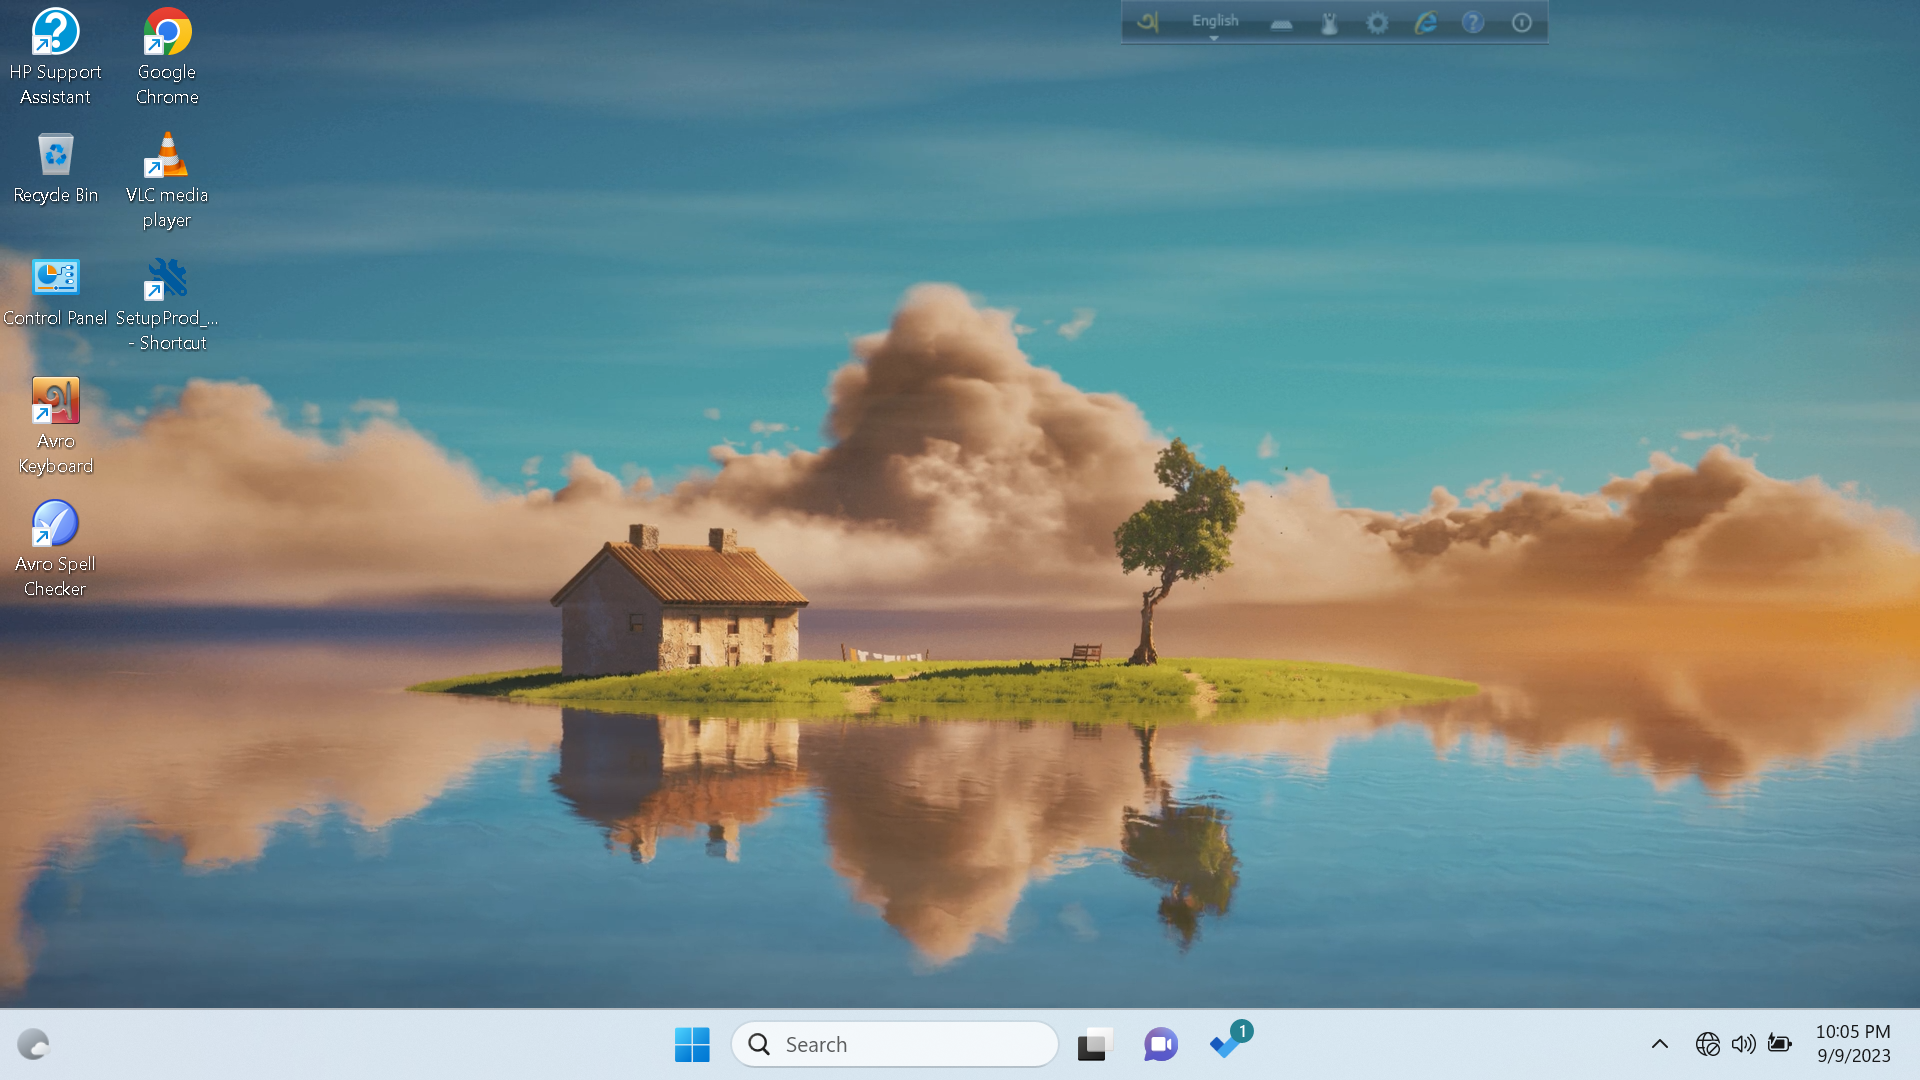 HP Support
Assistant
Google
Chrome
Recycle Bin
VLC media
player
Control Panel
SetupProd_...
- Shortcut
Avro
Keyboard
Avro Spell
Checker
English
Search
1
10:05 PM
9/9/2023